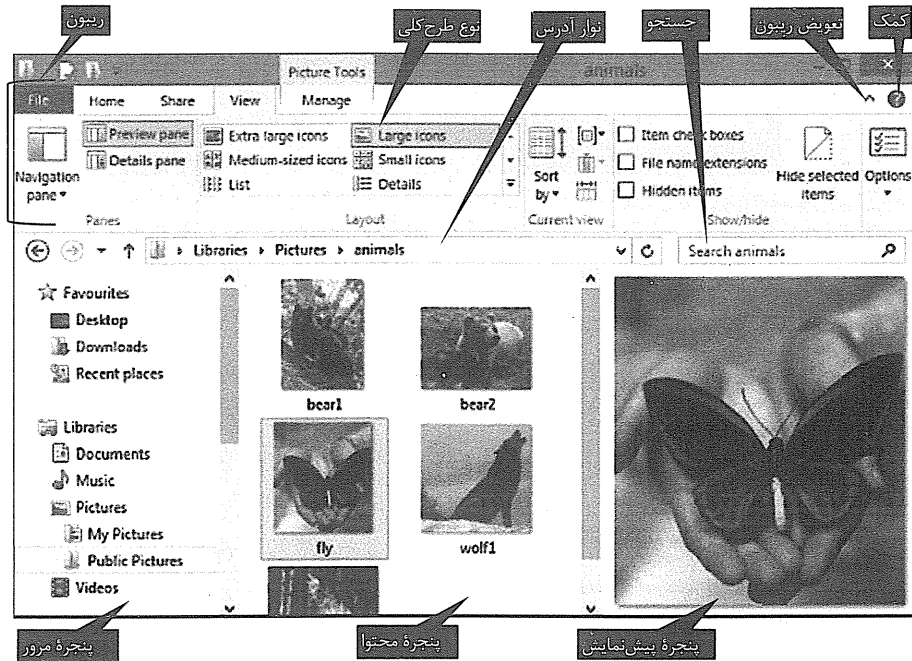 ریبون
نوع طرح‌کلی
نوار آدرس
جستجو
تعویض ریبون
کمک
Picture Tools
animals
File Home Share View Manage
Preview pane
Details pane
Navigation pane
Panes
Extra large icons Large icons
Medium-sized icons Small icons
List Details
Layout
Sort by
Current view
Item check boxes
File name extensions
Hidden items
Hide selected items
Show/hide
Options
Libraries Pictures animals
Search animals
Favourites
Desktop
Downloads
Recent places
Libraries
Documents
Music
Pictures
My Pictures
Public Pictures
Videos
bear1
bear2
fly
wolf1
پنجرهٔ مرور
پنجرهٔ محتوا
پنجرهٔ پیش‌نمایش